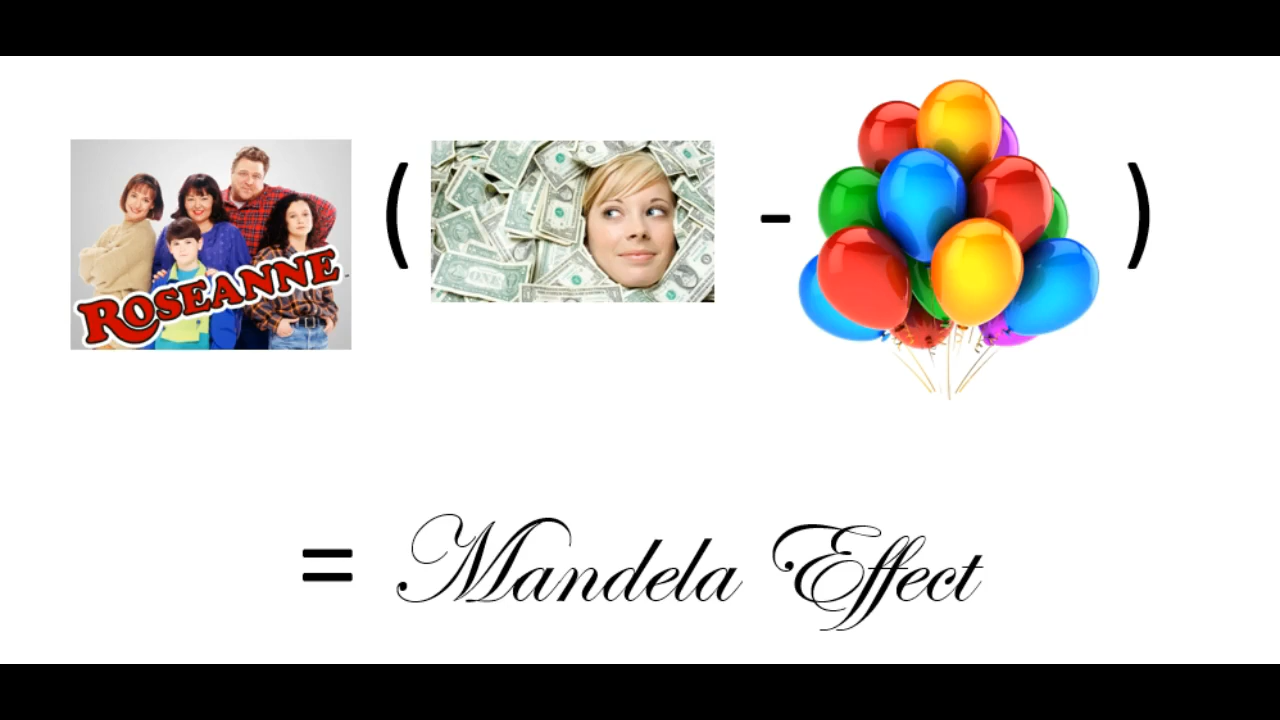 ROSEANNE
( - )
ONE
= Mandela Effect